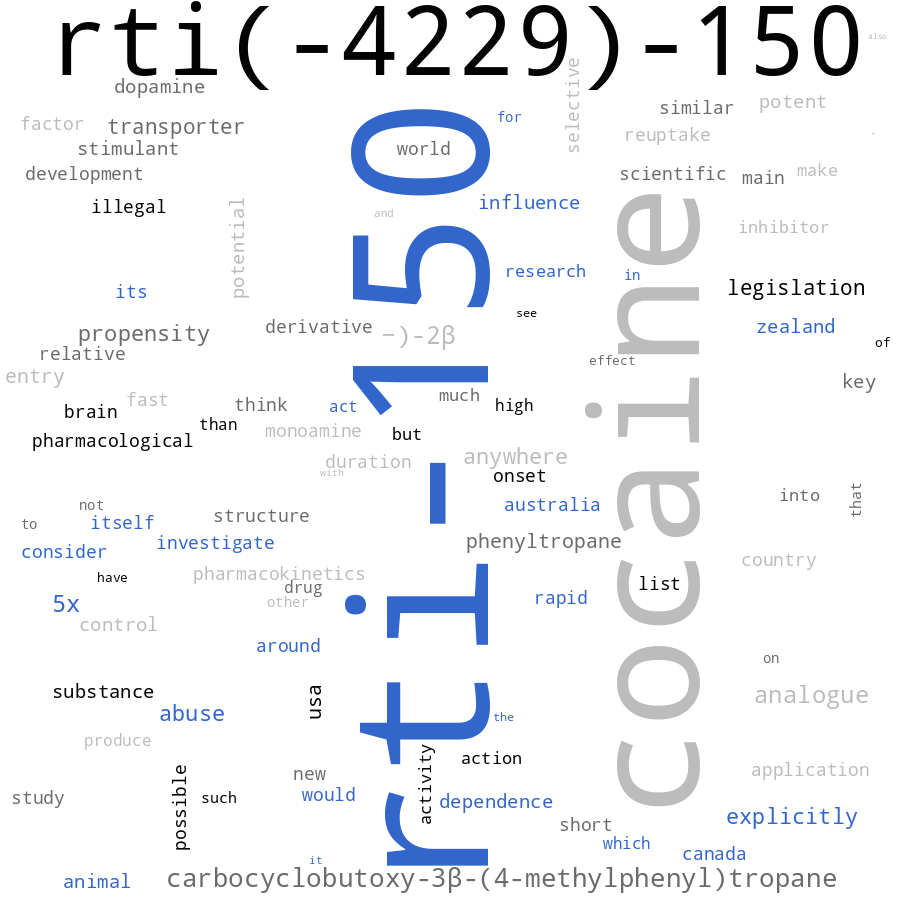 rti(-4229)-150
also
dopamine
selective
similar
potent
factor
transporter
for
reuptake
.
stimulant
world
development
scientific
main
make
illegal
potential
and
influence
cocaine
inhibitor
rti-150
its
research
in
legislation
see
propensity
derivative
−)-2β
zealand
relative
effect
of
entry
key
brain
fast
think
act
much
high
than
pharmacological
monoamine
but
duration
anywhere
with
onset
not
australia
into
that
to
itself
structure
consider
investigate
phenyltropane
country
have
pharmacokinetics
drug
list
5x
other
rapid
control
around
on
substance
usa
analogue
abuse
the
produce
activity
action
new
application
study
possible
such
would
dependence
explicitly
short
which
canada
it
animal
carbocyclobutoxy-3β-(4-methylphenyl)tropane